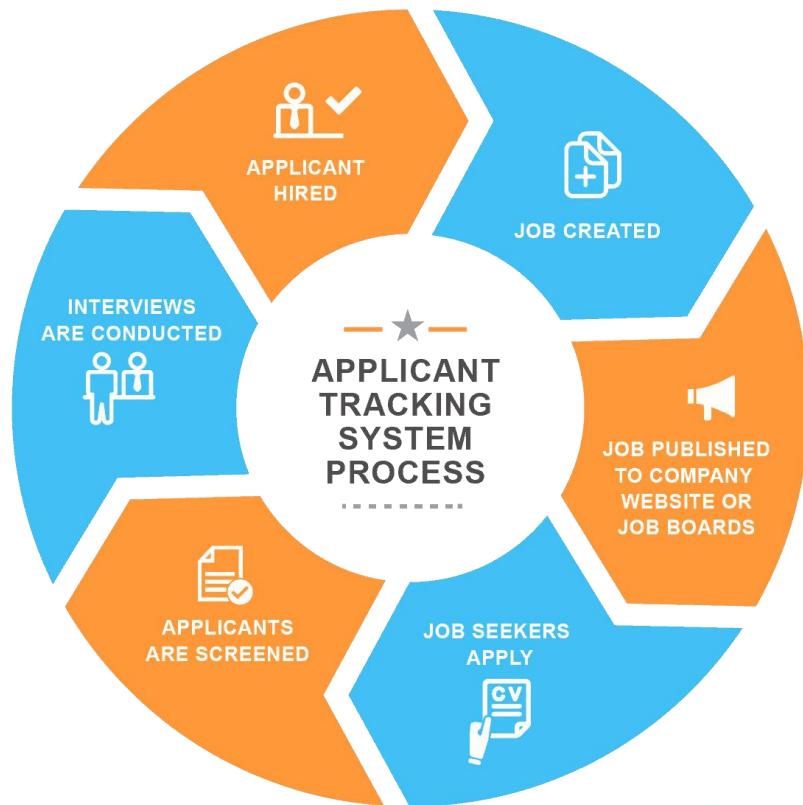 APPLICANT
TRACKING
SYSTEM
PROCESS
JOB CREATED
JOB PUBLISHED
TO COMPANY
WEBSITE OR
JOB BOARDS
JOB SEEKERS
APPLY
CV
APPLICANTS
ARE SCREENED
INTERVIEWS
ARE CONDUCTED
APPLICANT
HIRED